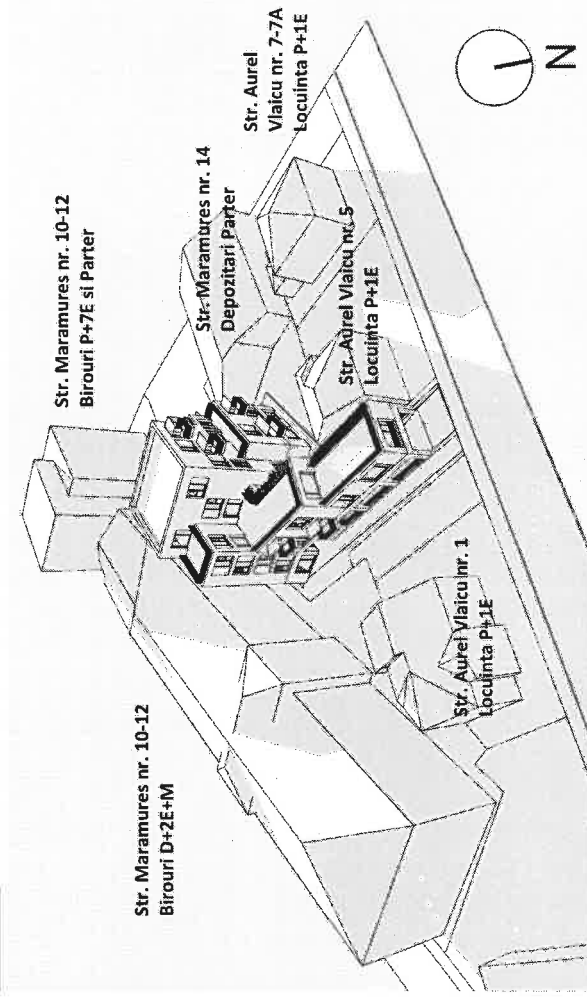 Str. Maramures nr. 10-12
Birouri P+7E si Parter
Str. Aurel
Vlaicu nr. 7-7A
Locuinta P+1E
Str. Maramures nr. 14
Depozitari Parter
Str. Aurel Vlaicu nr. 5
Locuinta P+1E
Str. Maramures nr. 10-12
Birouri D+2E+M
Str. Aurel Vlaicu nr. 1
Locuinta P+1E
N